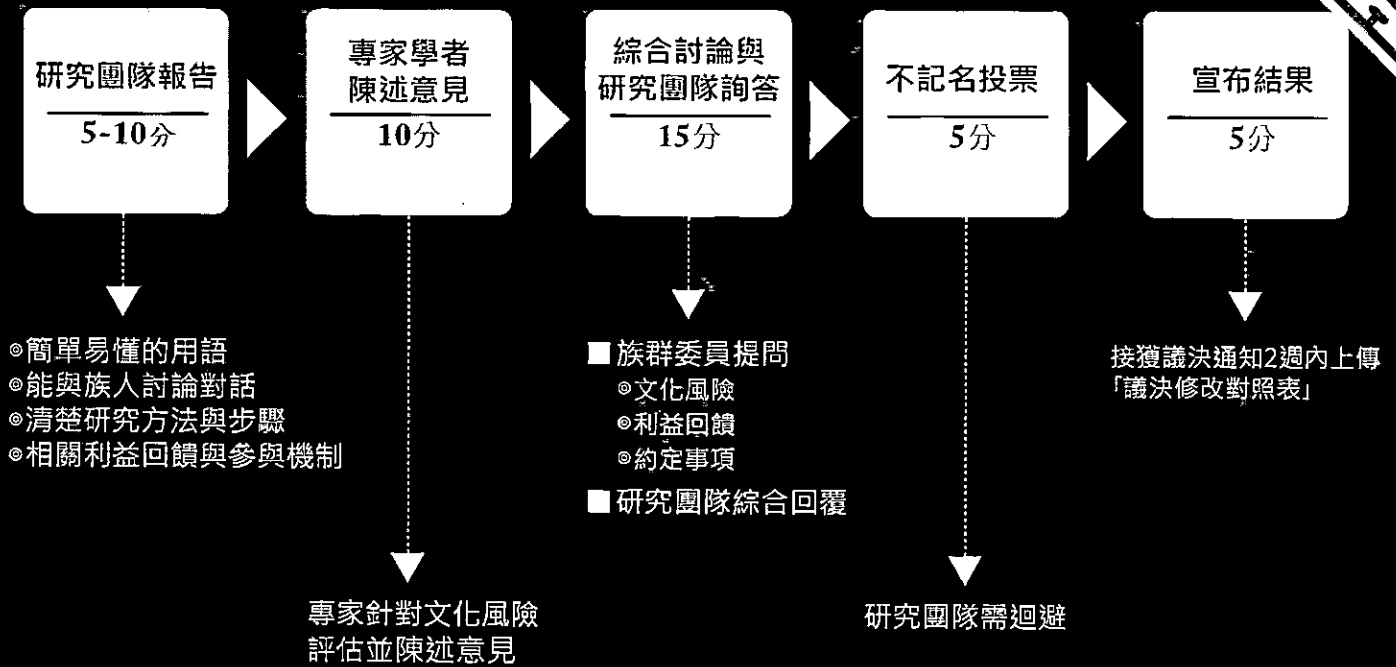 研究團隊報告
5-10分
專家學者
陳述意見
10分
綜合討論與
研究團隊詢答
15分
不記名投票
5分
宣布結果
5分
◎簡單易懂的用語
◎能與族人討論對話
◎清楚研究方法與步驟
◎相關利益回饋與參與機制
專家針對文化風險
評估並陳述意見
■族群委員提問
◎文化風險
◎利益回饋
◎約定事項
■研究團隊綜合回覆
研究團隊需迴避
接獲議決通知2週內上傳
「議決修改對照表」